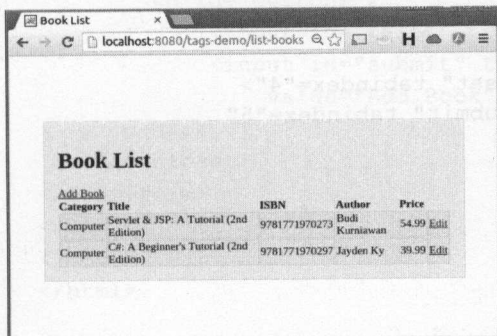 Book List
localhost:8080/tags-demo/list-books
Book List
Add Book
Category Title ISBN Author Price
Computer Servlet & JSP: A Tutorial (2nd Edition) 9781771970273 Budi Kurniawan 54.99 Edit
Computer C#: A Beginner's Tutorial (2nd Edition) 9781771970297 Jayden Ky 39.99 Edit